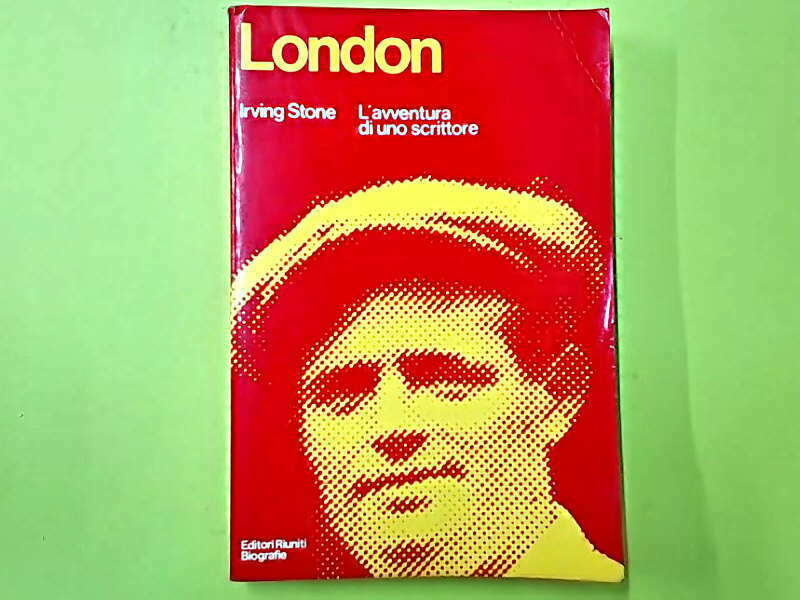 London
Irving Stone
L'avventura
di uno scrittore
Editori Riuniti
Biografie